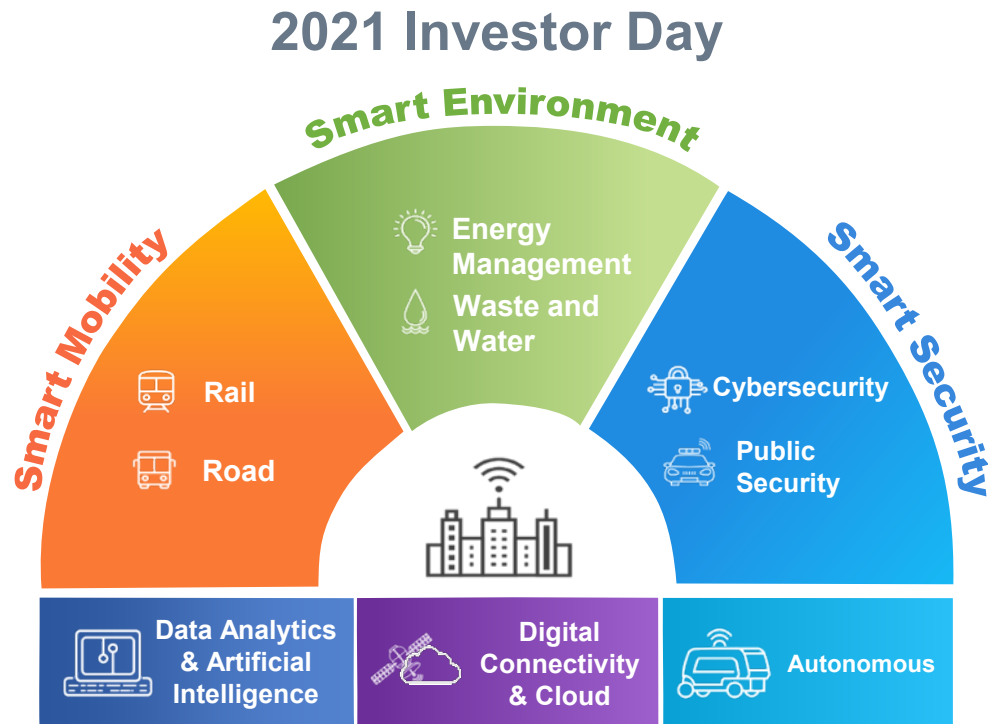 2021 Investor Day
Smart Environment
Smart Mobility
Smart Security
Energy
Management
Waste and
Water
Rail
Road
Cybersecurity
Public
Security
Data Analytics
& Artificial
Intelligence
Digital
Connectivity
& Cloud
Autonomous